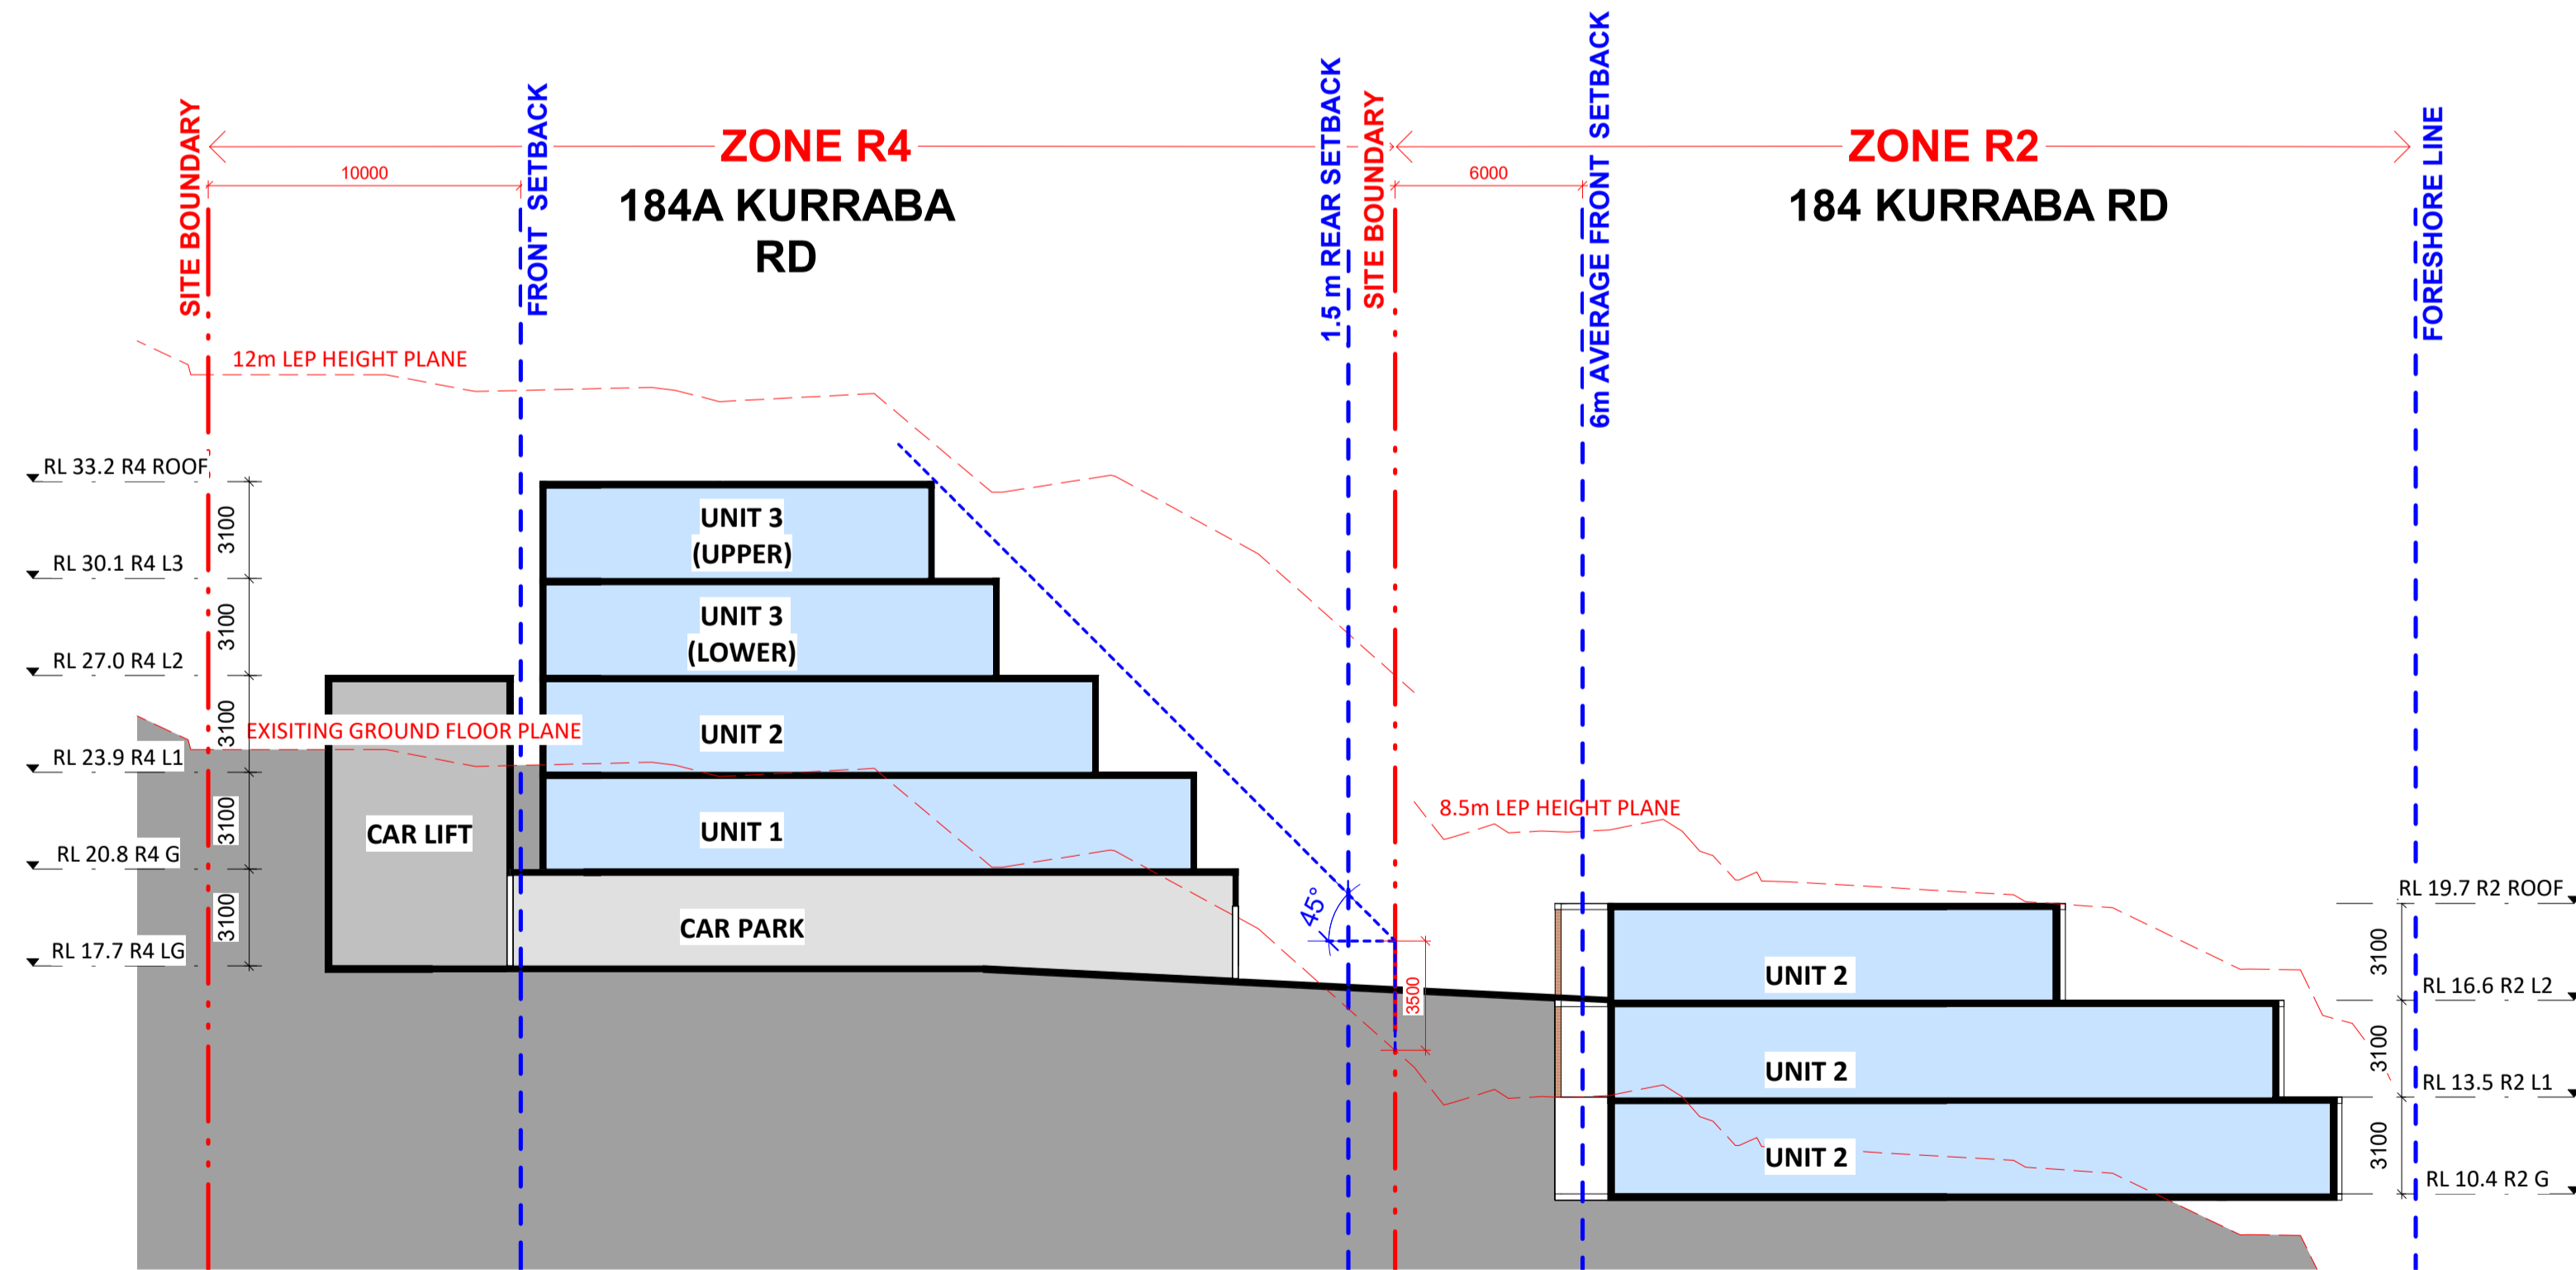 SITE BOUNDARY
FRONT SETBACK
1.5 m REAR SETBACK
SITE BOUNDARY
6m AVERAGE FRONT SETBACK
FORESHORE LINE
ZONE R4
ZONE R2
10000
6000
184A KURRABA
RD
184 KURRABA RD
12m LEP HEIGHT PLANE
RL 33.2 R4 ROOF
3100
UNIT 3
(UPPER)
RL 30.1 R4 L3
3100
UNIT 3
(LOWER)
RL 27.0 R4 L2
3100
EXISITING GROUND FLOOR PLANE
UNIT 2
RL 23.9 R4 L1
3100
CAR LIFT
UNIT 1
RL 20.8 R4 G
3100
CAR PARK
RL 17.7 R4 LG
45°
3500
8.5m LEP HEIGHT PLANE
RL 19.7 R2 ROOF
3100
UNIT 2
RL 16.6 R2 L2
3100
UNIT 2
RL 13.5 R2 L1
3100
UNIT 2
RL 10.4 R2 G